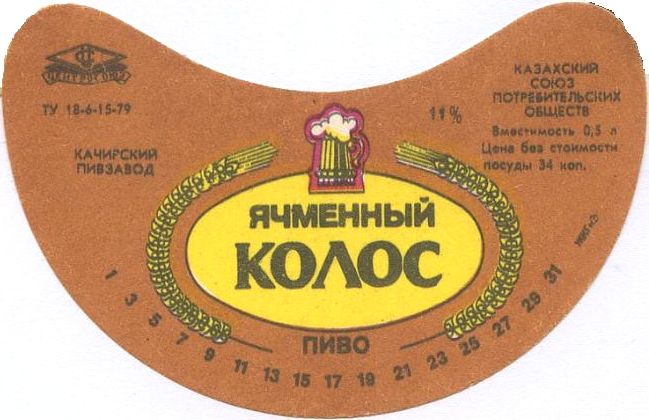 ЦЕНТРОСОЮЗ
ТУ 18-6-15-79
КАЧИРСКИЙ
ПИВЗАВОД
11%
КАЗАХСКИЙ
СОЮЗ
ПОТРЕБИТЕЛЬСКИХ
ОБЩЕСТВ
Вместимость 0,5 л
Цена без стоимости
посуды 34 коп.
ЯЧМЕННЫЙ
КОЛОС
ПИВО
1 3 5 7 9 11 13 15 17 19 21 23 25 27 29 31